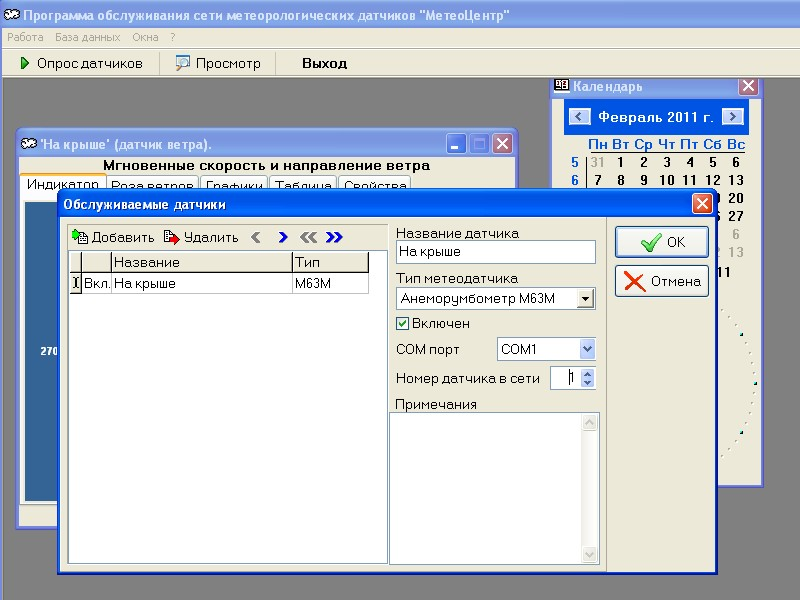 Программа обслуживания сети метеорологических датчиков "МетеоЦентр"
Работа База данных Окна ?
Опрос датчиков Просмотр Выход
Календарь
Февраль 2011 г.
Пн Вт Ср Чт Пт Сб Вс
5 31 1 2 3 4 5 6
6 7 8 9 10 11 12 13
20
27
6
13
11
'На крыше' (датчик ветра).
Мгновенные скорость и направление ветра
Индикатор Роза ветров Графики Таблица Свойства
270
Обслуживаемые датчики
Добавить Удалить
Название Тип
Вкл. На крыше М63М
Название датчика
На крыше
Тип метеодатчика
Анеморумбометр М63М
Включен
COM порт COM1
Номер датчика в сети 1
Примечания
OK
Отмена